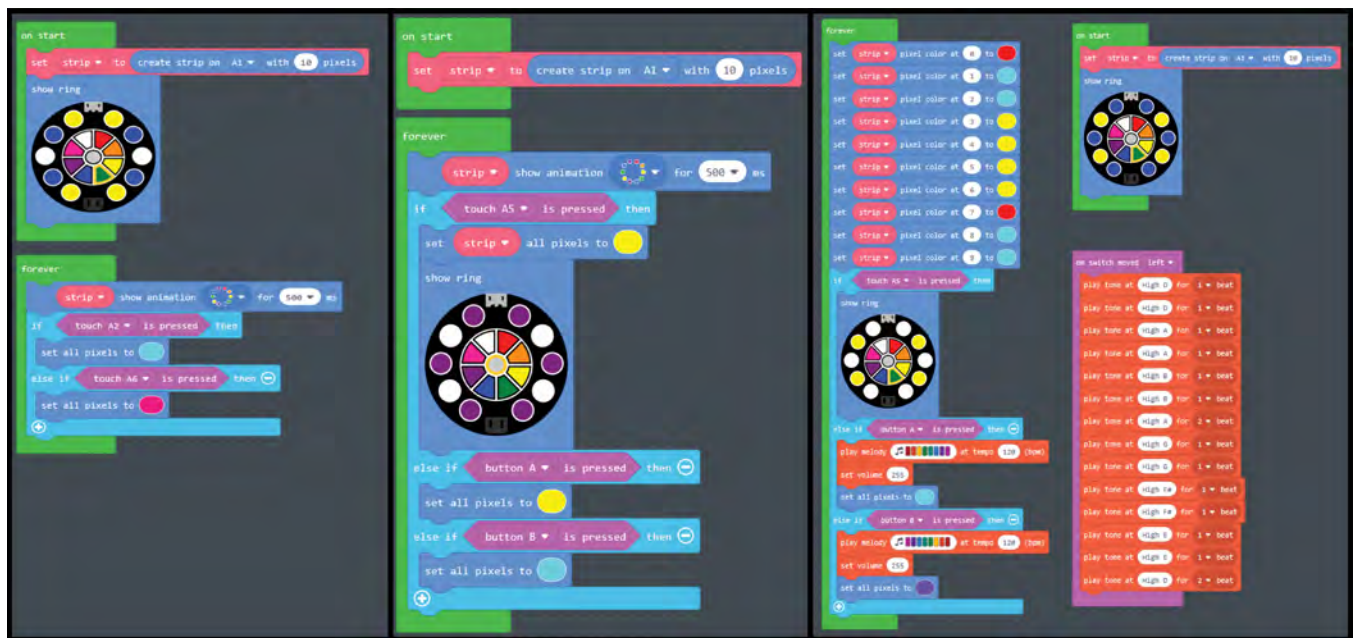 on start
set strip to create strip on A1 with 10 pixels
show ring
forever
strip show animation for 500 ms
if touch A2 is pressed then
set all pixels to
else if touch A6 is pressed then
set all pixels to
on start
set strip to create strip on A1 with 10 pixels
forever
strip show animation for 500 ms
if touch A5 is pressed then
set strip all pixels to
show ring
else if button A is pressed then
set all pixels to
else if button B is pressed then
set all pixels to
forever
set strip pixel color at 0 to
set strip pixel color at 1 to
set strip pixel color at 2 to
set strip pixel color at 3 to
set strip pixel color at 4 to
set strip pixel color at 5 to
set strip pixel color at 6 to
set strip pixel color at 7 to
set strip pixel color at 8 to
set strip pixel color at 9 to
if touch A5 is pressed then
show ring
else if button A is pressed then
play melody at tempo 120 (bpm)
set volume 255
set all pixels to
else if button B is pressed then
play melody at tempo 120 (bpm)
set volume 255
set all pixels to
on start
set strip to create strip on A1 with 10 pixels
show ring
on switch moved left
play tone at High D for 1 beat
play tone at High D for 1 beat
play tone at High A for 1 beat
play tone at High A for 1 beat
play tone at High B for 1 beat
play tone at High B for 1 beat
play tone at High A for 2 beat
play tone at High G for 1 beat
play tone at High G for 1 beat
play tone at High F# for 1 beat
play tone at High F# for 1 beat
play tone at High E for 1 beat
play tone at High E for 1 beat
play tone at High D for 2 beat